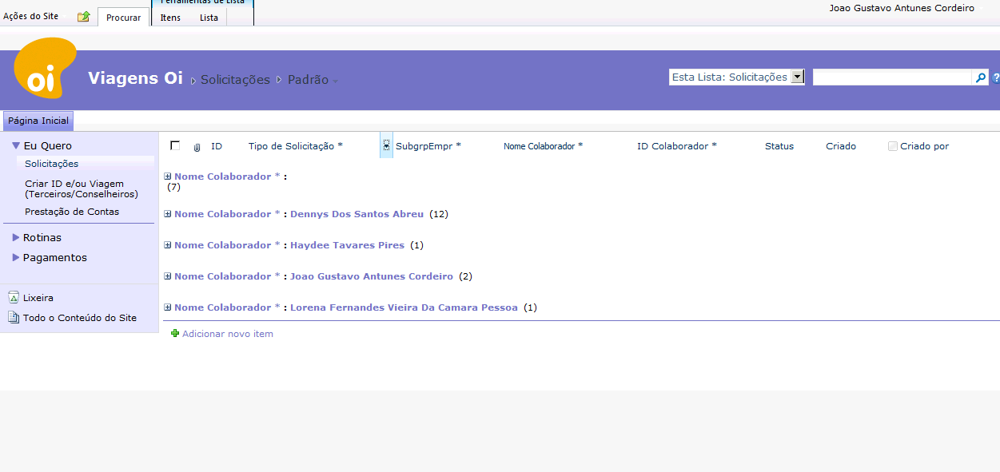 Ferramentas de Lista
Joao Gustavo Antunes Cordeiro
Ações do Site
Procurar
Itens
Lista
oi
Viagens Oi
Solicitações
Padrão
Esta Lista: Solicitações
?
Página Inicial
Eu Quero
Solicitações
Criar ID e/ou Viagem
(Terceiros/Conselheiros)
Prestação de Contas
Rotinas
Pagamentos
Lixeira
Todo o Conteúdo do Site
ID Tipo de Solicitação * SubgrpEmpr * Nome Colaborador * ID Colaborador * Status Criado Criado por
Nome Colaborador * :
(7)
Nome Colaborador * : Dennys Dos Santos Abreu (12)
Nome Colaborador * : Haydee Tavares Pires (1)
Nome Colaborador * : Joao Gustavo Antunes Cordeiro (2)
Nome Colaborador * : Lorena Fernandes Vieira Da Camara Pessoa (1)
Adicionar novo item